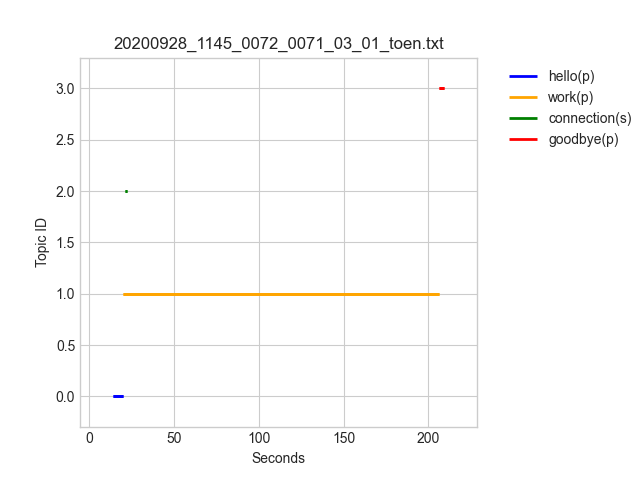 20200928_1145_0072_0071_03_01_toen.txt
hello(p)
work(p)
connection(s)
goodbye(p)
Topic ID
3.0
2.5
2.0
1.5
1.0
0.5
0.0
0 50 100 150 200
Seconds